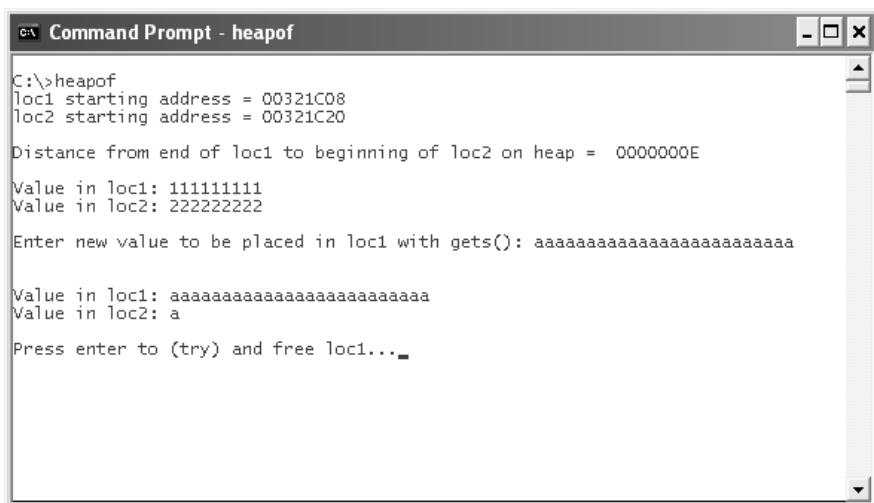 Command Prompt - heapof
C:\>heapof
loc1 starting address = 00321C08
loc2 starting address = 00321C20
Distance from end of loc1 to beginning of loc2 on heap =  0000000E
Value in loc1: 111111111
Value in loc2: 222222222
Enter new value to be placed in loc1 with gets(): aaaaaaaaaaaaaaaaaaaaaaaaa
Value in loc1: aaaaaaaaaaaaaaaaaaaaaaaaa
Value in loc2: a
Press enter to (try) and free loc1..._